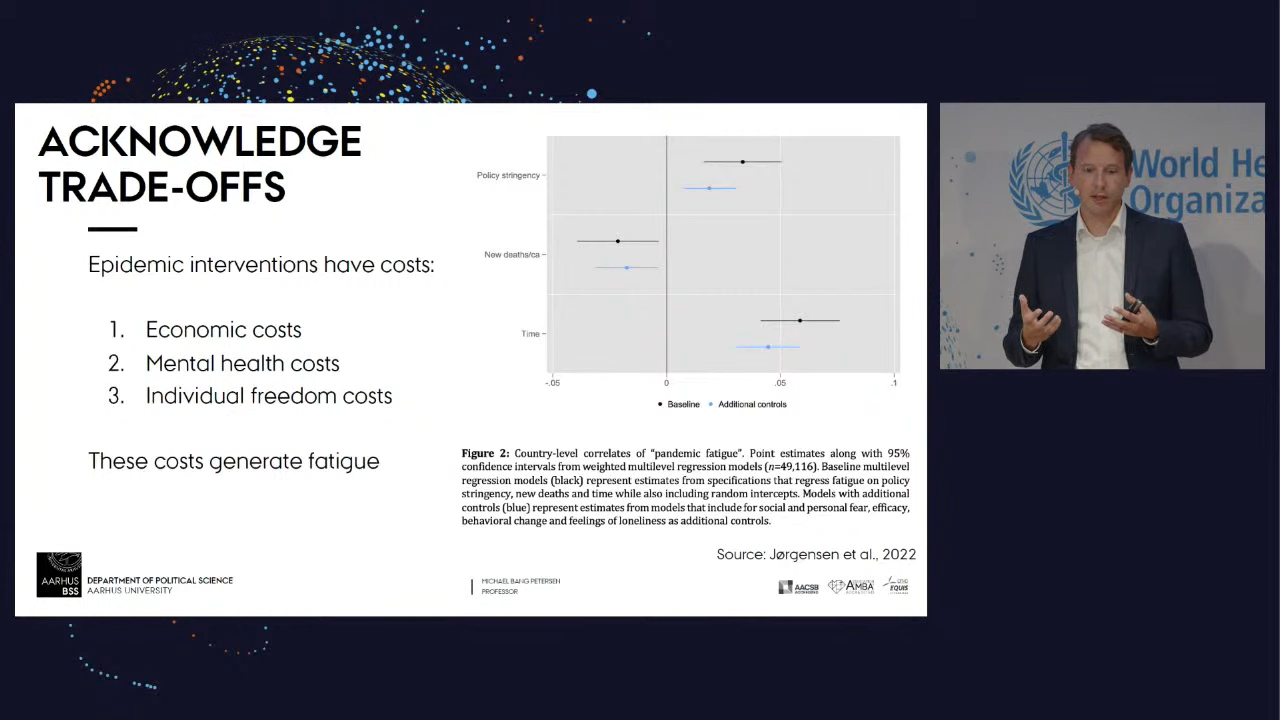 ACKNOWLEDGE
TRADE-OFFS
Epidemic interventions have costs:
1. Economic costs
2. Mental health costs
3. Individual freedom costs
These costs generate fatigue
Policy stringency
New deaths/ca
Time
-.05 0 .05 .1
Baseline Additional controls
Figure 2: Country-level correlates of "pandemic fatigue". Point estimates along with 95%
confidence intervals from weighted multilevel regression models (n=49,116). Baseline multilevel
regression models (black) represent estimates from specifications that regress fatigue on policy
stringency, new deaths and time while also including random intercepts. Models with additional
controls (blue) represent estimates from models that include for social and personal fear, efficacy,
behavioral change and feelings of loneliness as additional controls.
Source: Jørgensen et al., 2022
AARHUS
BSS
DEPARTMENT OF POLITICAL SCIENCE
AARHUS UNIVERSITY
MICHAEL BANG PETERSEN
PROFESSOR
AACSB
ACCREDITED
AMBA
EQUIS
World He
Organiza